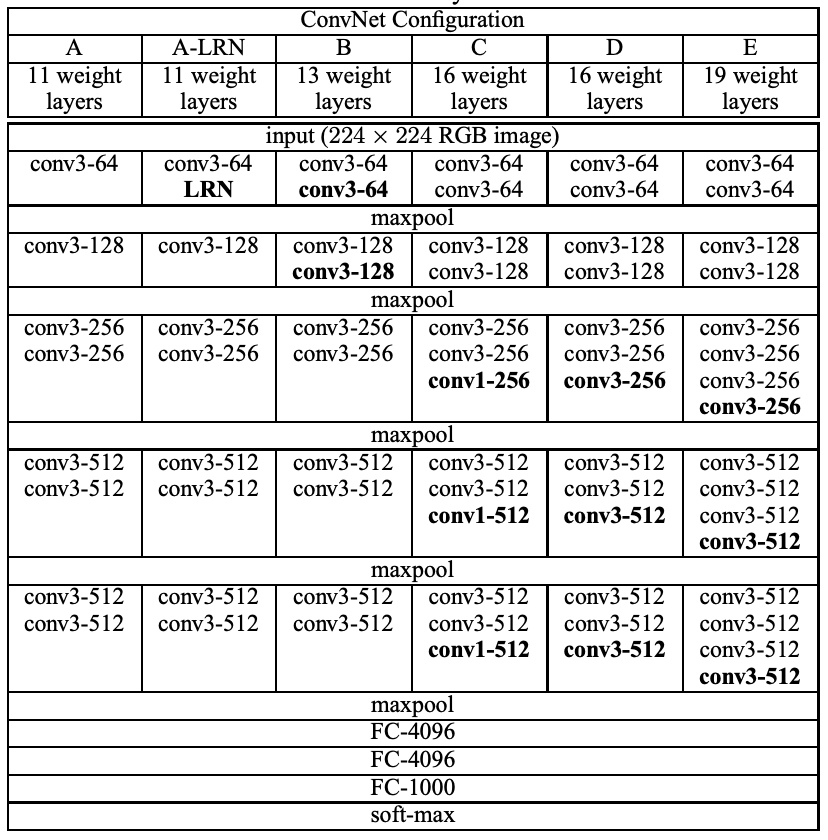 ConvNet Configuration
A A-LRN B C D E
11 weight 11 weight 13 weight 16 weight 16 weight 19 weight
layers layers layers layers layers layers
input (224 × 224 RGB image)
conv3-64 conv3-64 conv3-64 conv3-64 conv3-64 conv3-64
LRN conv3-64 conv3-64 conv3-64 conv3-64
maxpool
conv3-128 conv3-128 conv3-128 conv3-128 conv3-128 conv3-128
conv3-128 conv3-128 conv3-128 conv3-128
maxpool
conv3-256 conv3-256 conv3-256 conv3-256 conv3-256 conv3-256
conv3-256 conv3-256 conv3-256 conv3-256 conv3-256 conv3-256
conv1-256 conv3-256 conv3-256
conv3-256
maxpool
conv3-512 conv3-512 conv3-512 conv3-512 conv3-512 conv3-512
conv3-512 conv3-512 conv3-512 conv3-512 conv3-512 conv3-512
conv1-512 conv3-512 conv3-512
conv3-512
maxpool
conv3-512 conv3-512 conv3-512 conv3-512 conv3-512 conv3-512
conv3-512 conv3-512 conv3-512 conv3-512 conv3-512 conv3-512
conv1-512 conv3-512 conv3-512
conv3-512
maxpool
FC-4096
FC-4096
FC-1000
soft-max